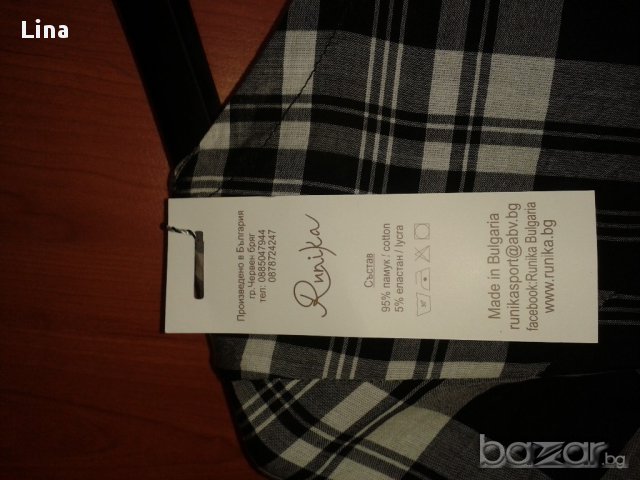 Lina
Произведено в България
гр. Червен бряг
тел: 0885047944
0878724247
Runika
Състав
95% памук / cotton
5% еластан / lycra
Made in Bulgaria
runikasport@abv.bg
facebook:Runika Bulgaria
www.runika.bg
bazar.bg